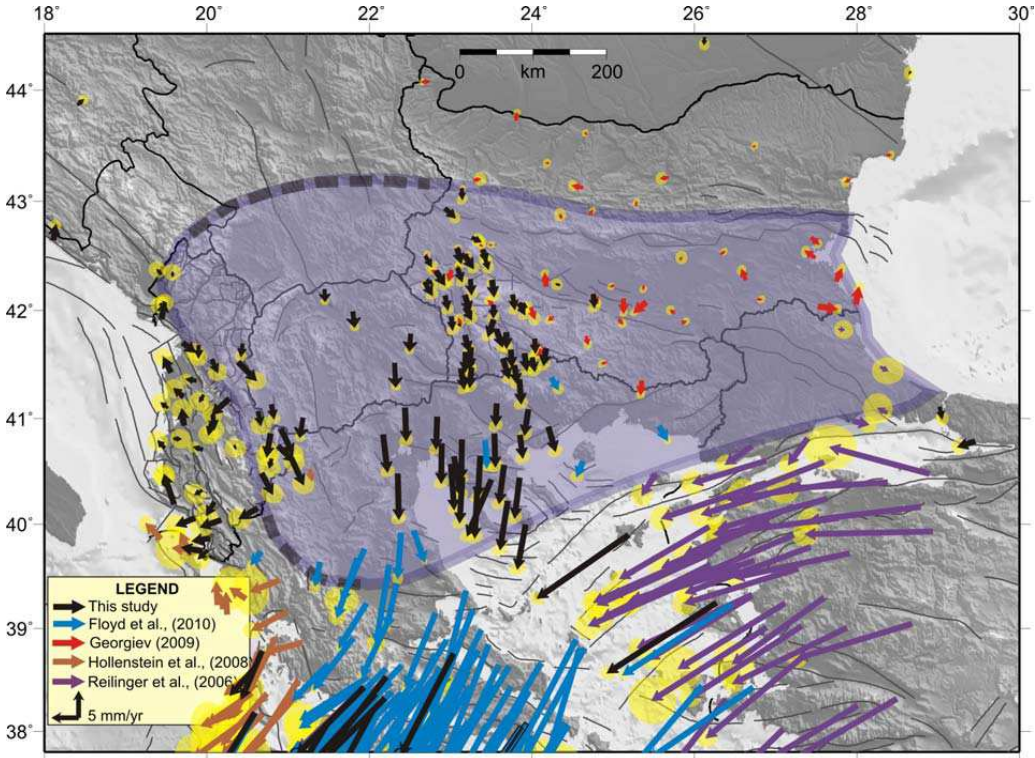 18° 20° 22° 24° 26° 28° 30°
0 km 200
44°
43°
42°
41°
40°
39°
38°
LEGEND
This study
Floyd et al., (2010)
Georgiev (2009)
Hollenstein et al., (2008)
Reilinger et al., (2006)
5 mm/yr